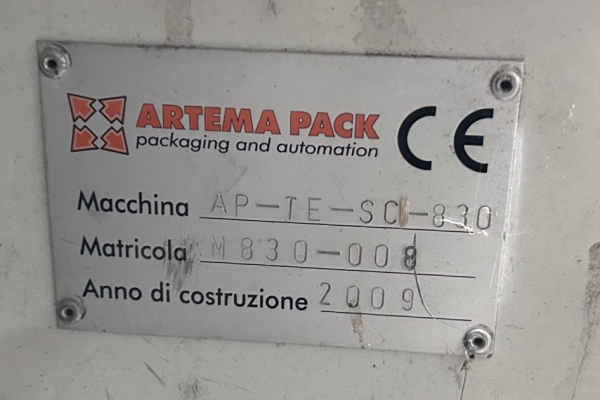 ARTEMA PACK
packaging and automation
CE
Macchina AP-TE-SC-830
Matricola M830-008
Anno di costruzione 2009